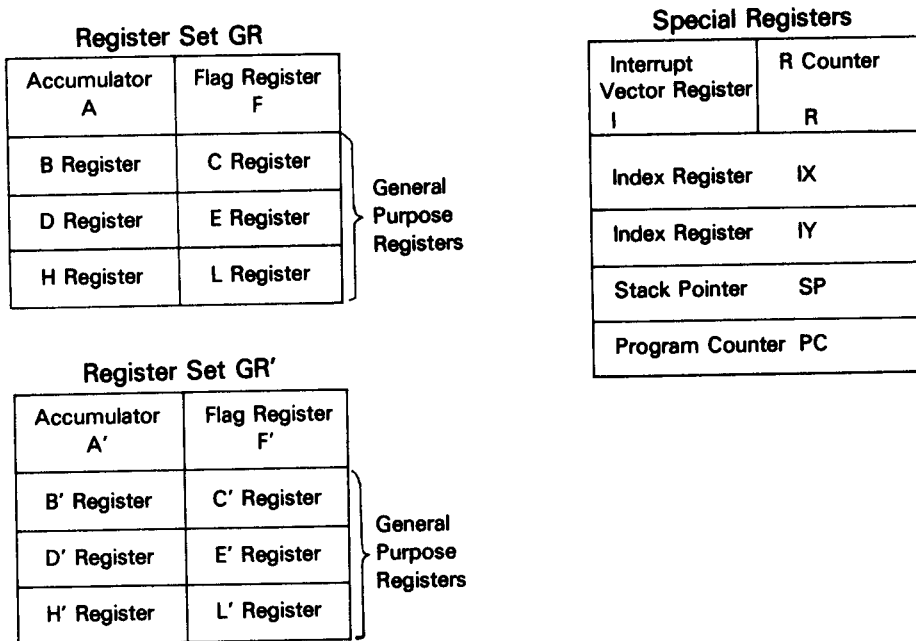 Register Set GR
Accumulator
A
Flag Register
F
B Register
C Register
D Register
E Register
H Register
L Register
General
Purpose
Registers
Special Registers
Interrupt
Vector Register
I
R Counter
R
Index Register IX
Index Register IY
Stack Pointer SP
Program Counter PC
Register Set GR'
Accumulator
A'
Flag Register
F'
B' Register
C' Register
D' Register
E' Register
H' Register
L' Register
General
Purpose
Registers